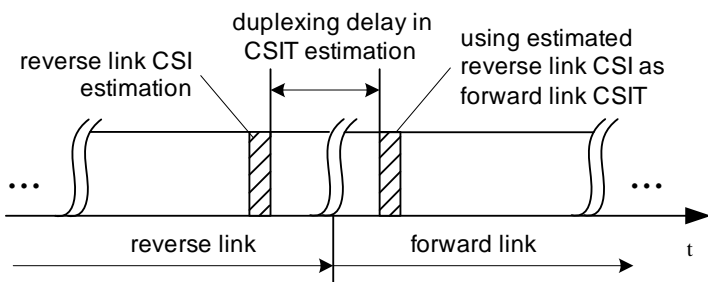 duplexing delay in
CSIT estimation
reverse link CSI
estimation
using estimated
reverse link CSI as
forward link CSIT
...
...
reverse link
forward link
t